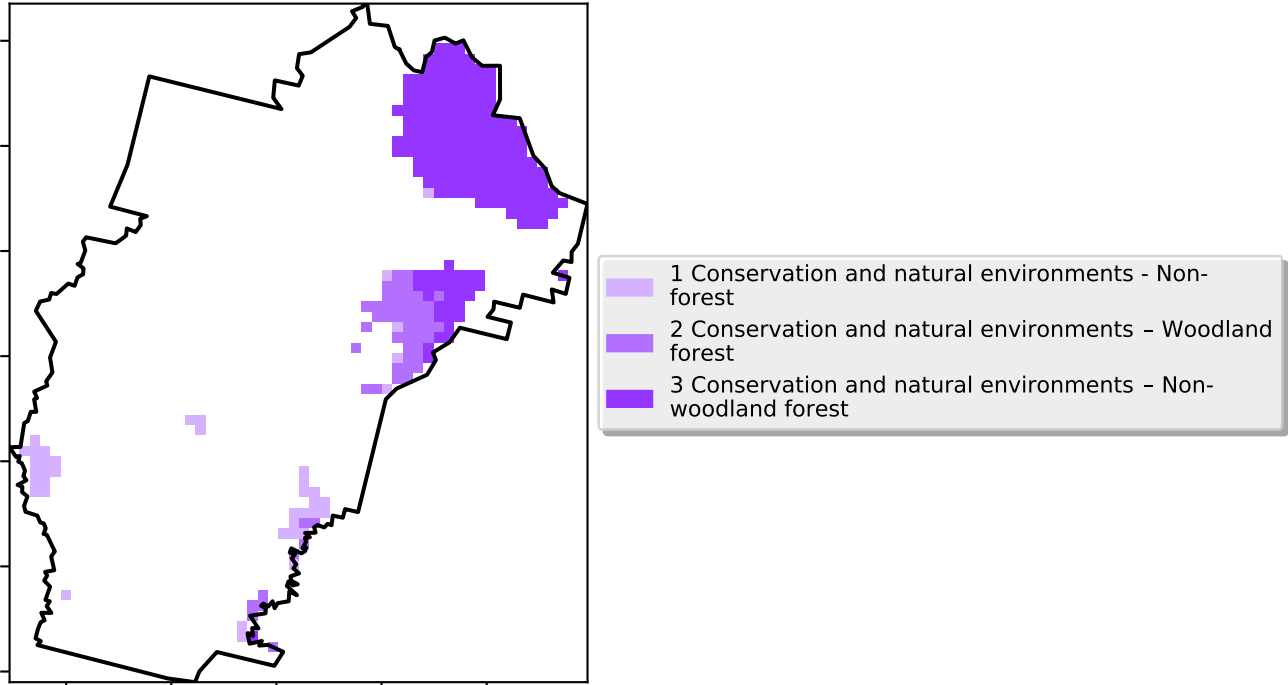 1 Conservation and natural environments - Non-
forest
2 Conservation and natural environments – Woodland
forest
3 Conservation and natural environments – Non-
woodland forest